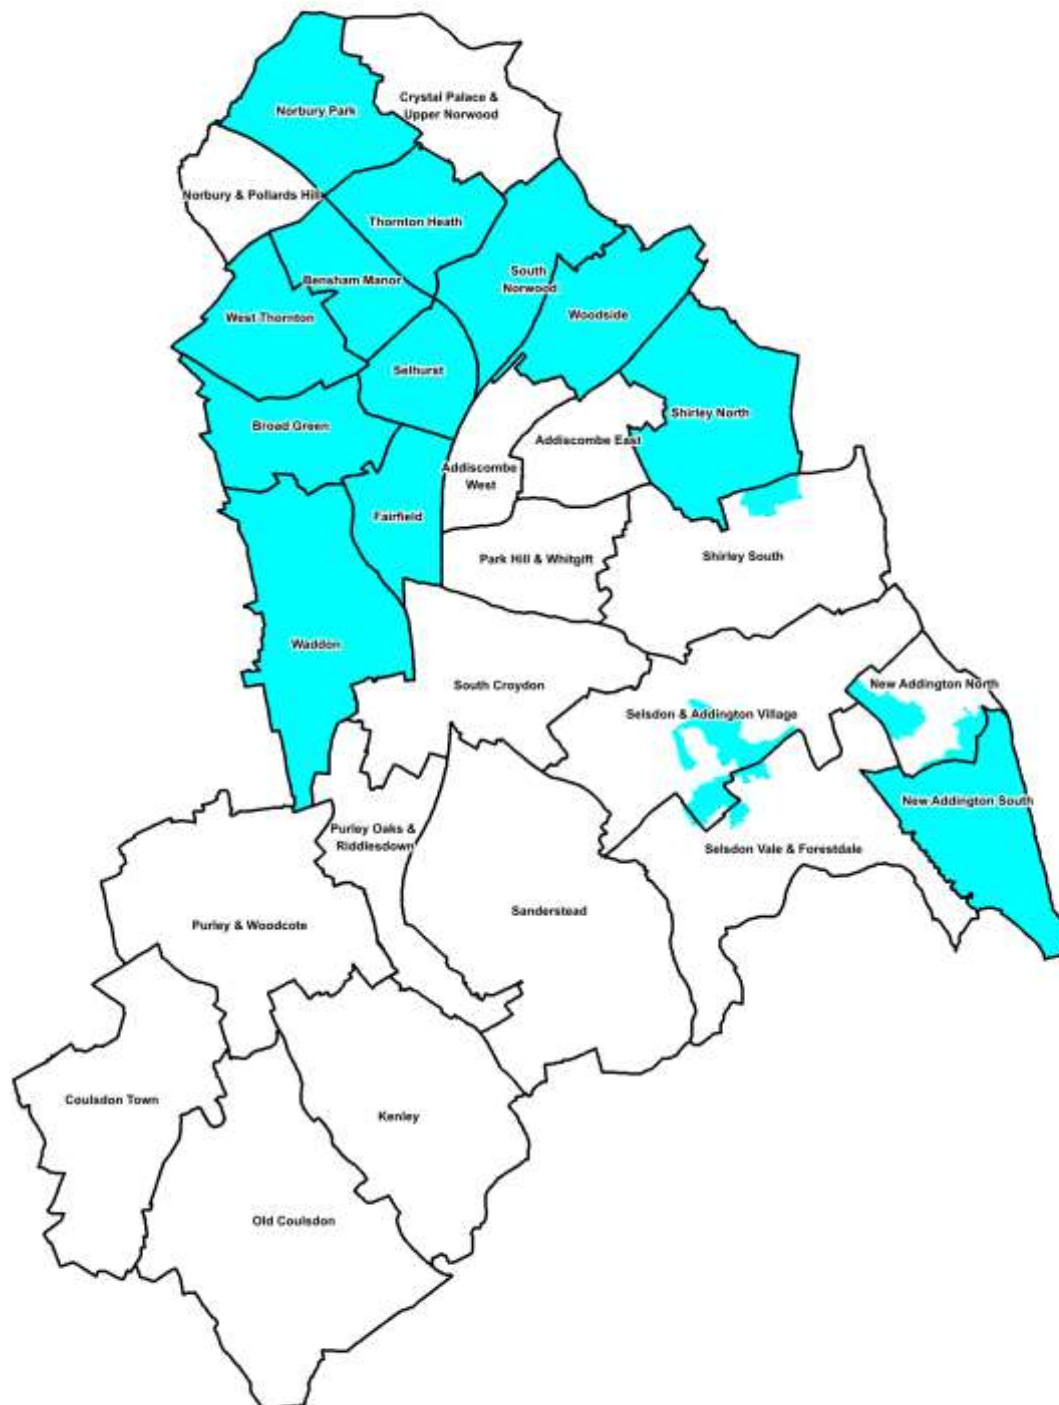 Norbury Park
Crystal Palace &
Upper Norwood
Norbury & Pollards Hill
Thornton Heath
Bensham Manor
South
Norwood
West Thornton
Woodside
Selhurst
Shirley North
Broad Green
Addiscombe East
Addiscombe
West
Fairfield
Park Hill & Whitgift
Shirley South
Waddon
South Croydon
New Addington North
Selsdon & Addington Village
New Addington South
Purley Oaks &
Riddlesdown
Selsdon Vale & Forestdale
Sanderstead
Purley & Woodcote
Coulsdon Town
Kenley
Old Coulsdon